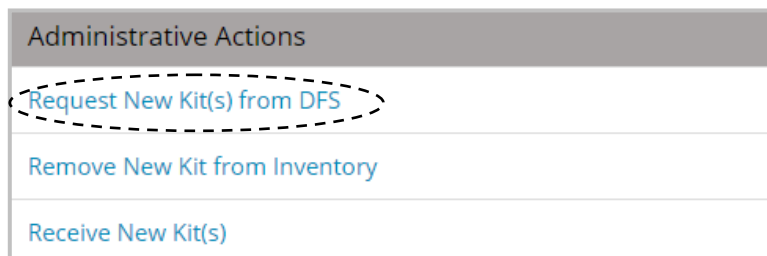 Administrative Actions
Request New Kit(s) from DFS
Remove New Kit from Inventory
Receive New Kit(s)